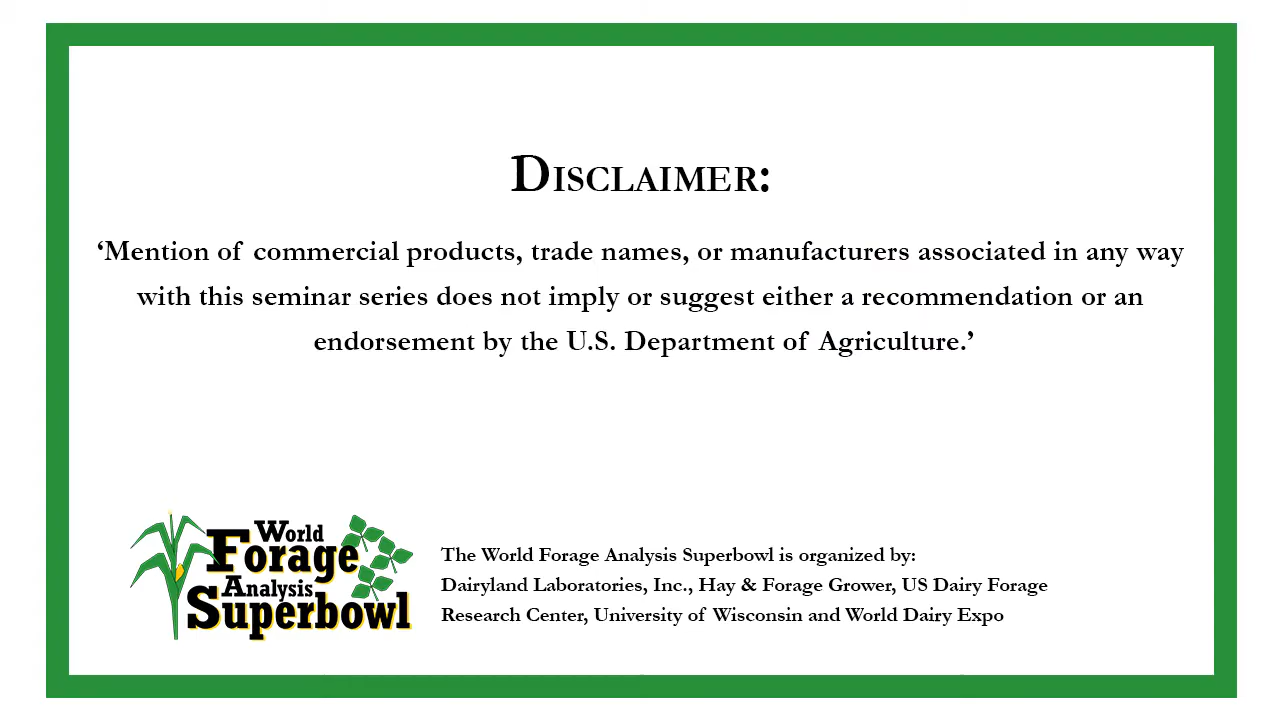 DISCLAIMER:
‘Mention of commercial products, trade names, or manufacturers associated in any way
with this seminar series does not imply or suggest either a recommendation or an
endorsement by the U.S. Department of Agriculture.’
World
Forage
Analysis
Superbowl
The World Forage Analysis Superbowl is organized by:
Dairyland Laboratories, Inc., Hay & Forage Grower, US Dairy Forage
Research Center, University of Wisconsin and World Dairy Expo